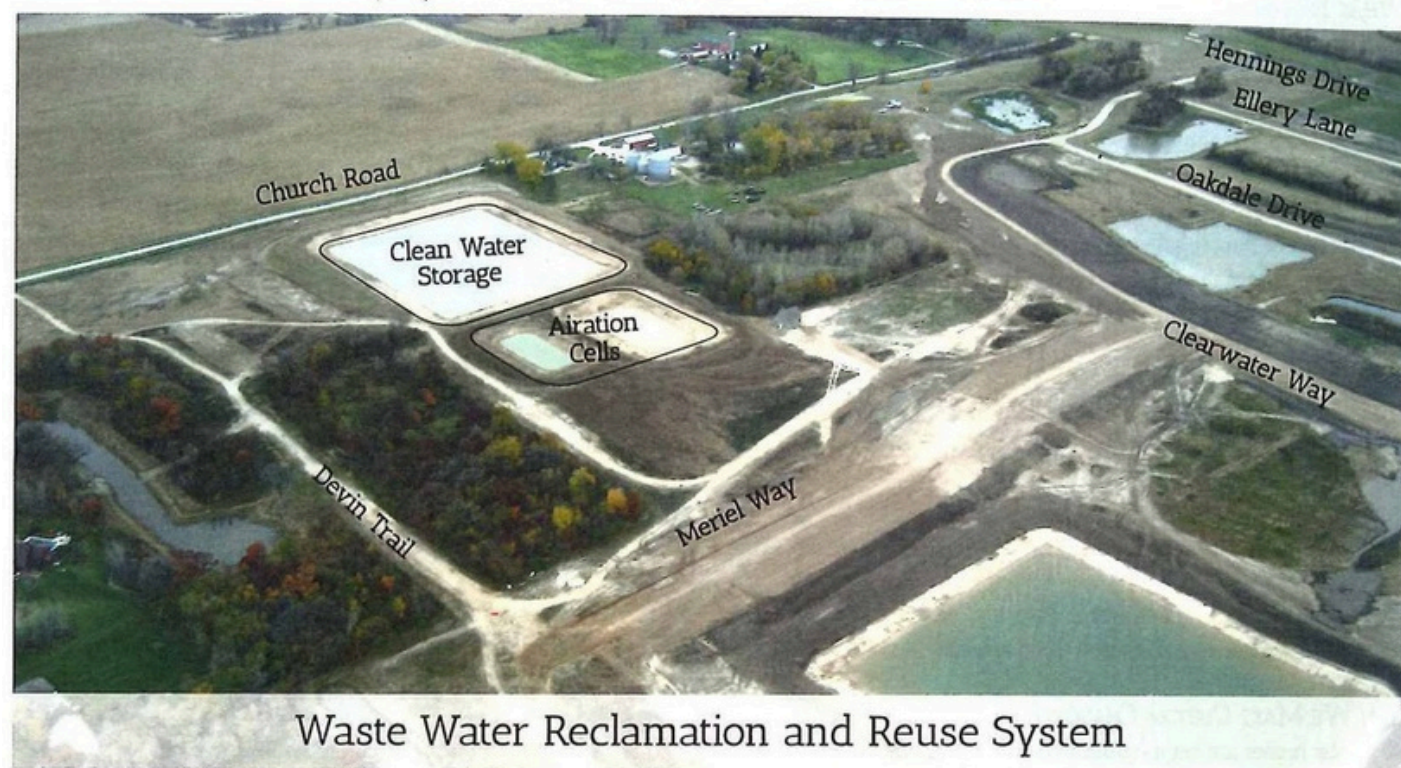 Hennings Drive
Ellery Lane
Church Road
Oakdale Drive
Clean Water
Storage
Airation
Cells
Clearwater Way
Devin Trail
Meriel Way
Waste Water Reclamation and Reuse System